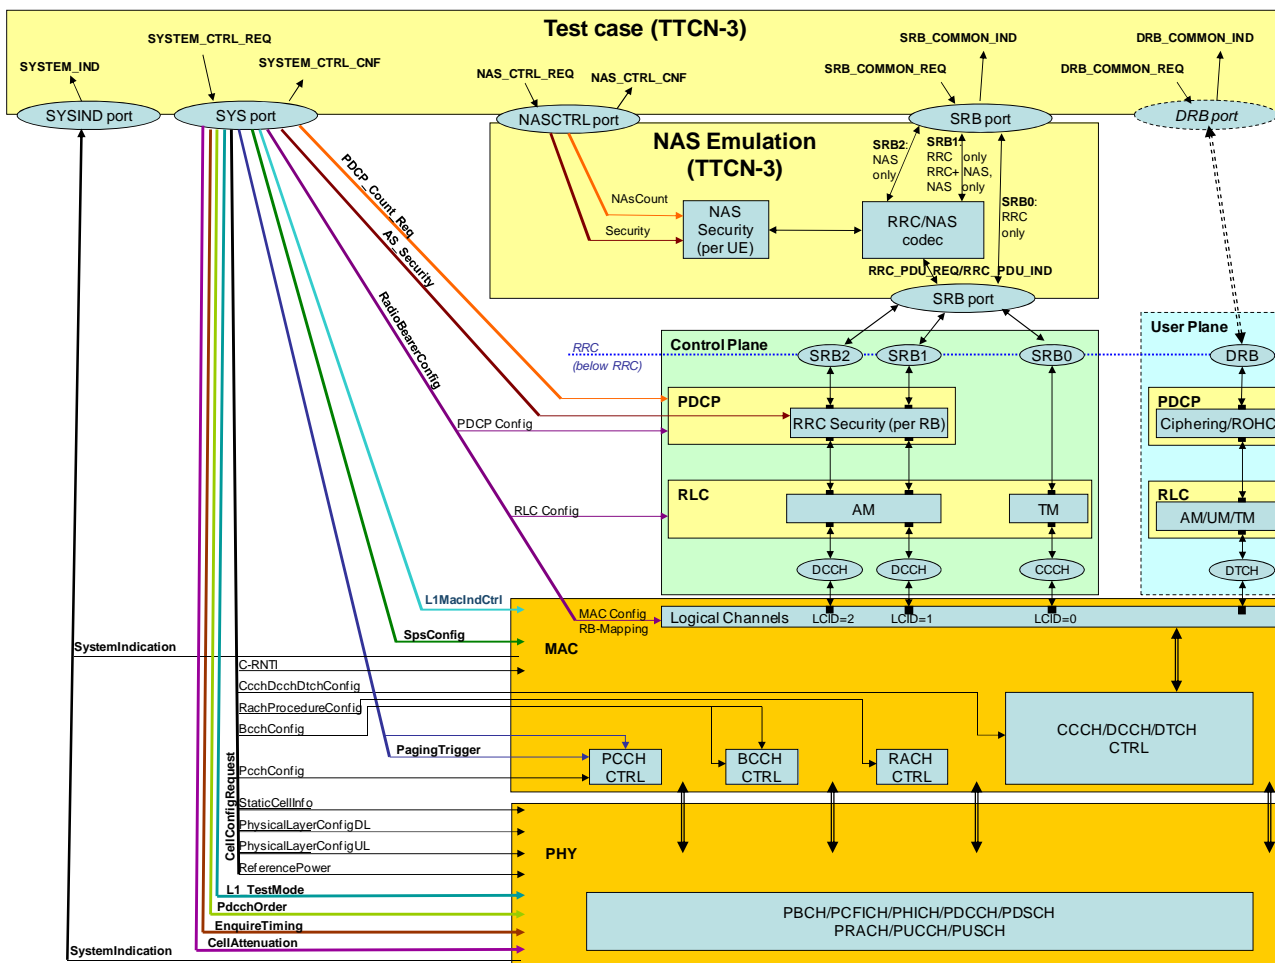 Test case (TTCN-3)
SYSTEM_IND
SYSTEM_CTRL_REQ
SYSTEM_CTRL_CNF
NAS_CTRL_REQ
NAS_CTRL_CNF
SRB_COMMON_IND
SRB_COMMON_REQ
DRB_COMMON_IND
DRB_COMMON_REQ
SYSIND port
SYS port
NASCTRL port
SRB port
DRB port
NAS Emulation
(TTCN-3)
SRB2:
NAS
only
SRB1:
RRC only
RRC+ NAS,
NAS only
SRB0:
RRC
only
NAsCount
Security
NAS
Security
(per UE)
RRC/NAS
codec
RRC_PDU_REQ/RRC_PDU_IND
SRB port
PDCP_Count_Req
AS_Security
RadioBearerConfig
RRC
(below RRC)
Control Plane
SRB2
SRB1
SRB0
User Plane
DRB
PDCP
RRC Security (per RB)
PDCP Config
PDCP
Ciphering/ROHC
RLC
AM
TM
RLC Config
RLC
AM/UM/TM
DCCH
DCCH
CCCH
DTCH
L1MacIndCtrl
MAC Config
RB-Mapping
Logical Channels
LCID=2
LCID=1
LCID=0
SpsConfig
MAC
SystemIndication
C-RNTI
CcchDcchDtchConfig
RachProcedureConfig
BcchConfig
PagingTrigger
PcchConfig
PCCH
CTRL
BCCH
CTRL
RACH
CTRL
CCCH/DCCH/DTCH
CTRL
CellConfigRequest
StaticCellInfo
PhysicalLayerConfigDL
PhysicalLayerConfigUL
ReferencePower
PHY
L1_TestMode
PdcchOrder
EnquireTiming
CellAttenuation
SystemIndication
PBCH/PCFICH/PHICH/PDCCH/PDSCH
PRACH/PUCCH/PUSCH